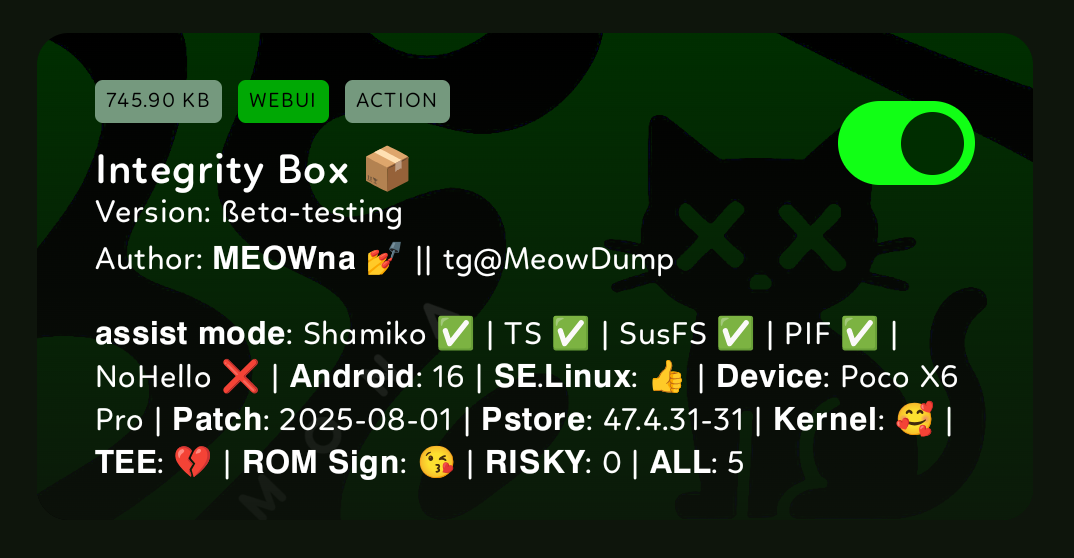 745.90 KB WEBUI ACTION
Integrity Box 📦
Version: ßeta-testing
Author: MEOWna 💅 || tg@MeowDump
assist mode: Shamiko ✅ | TS ✅ | SusFS ✅ | PIF ✅ |
NoHello ❌ | Android: 16 | SE.Linux: 👍 | Device: Poco X6
Pro | Patch: 2025-08-01 | Pstore: 47.4.31-31 | Kernel: 🥰 |
TEE: 💔 | ROM Sign: 😘 | RISKY: 0 | ALL: 5